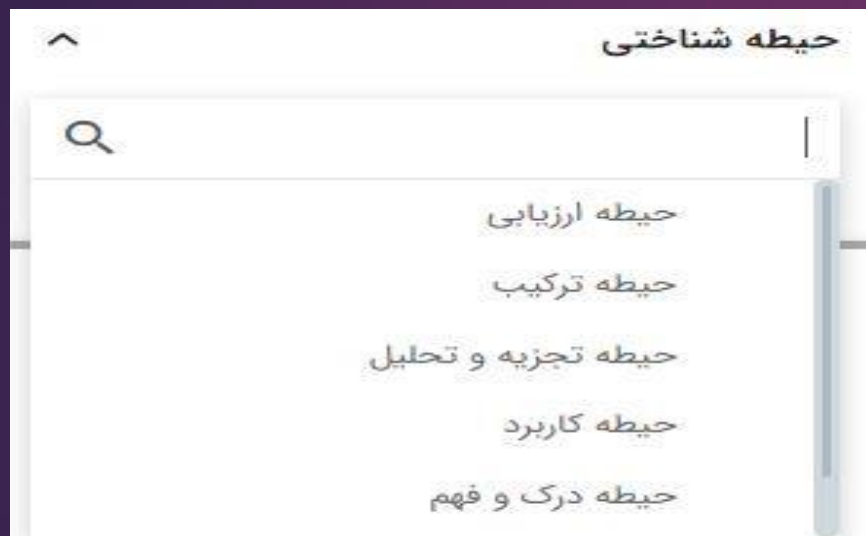 حیطه شناختی
حیطه ارزیابی
حیطه ترکیب
حیطه تجزیه و تحلیل
حیطه کاربرد
حیطه درک و فهم